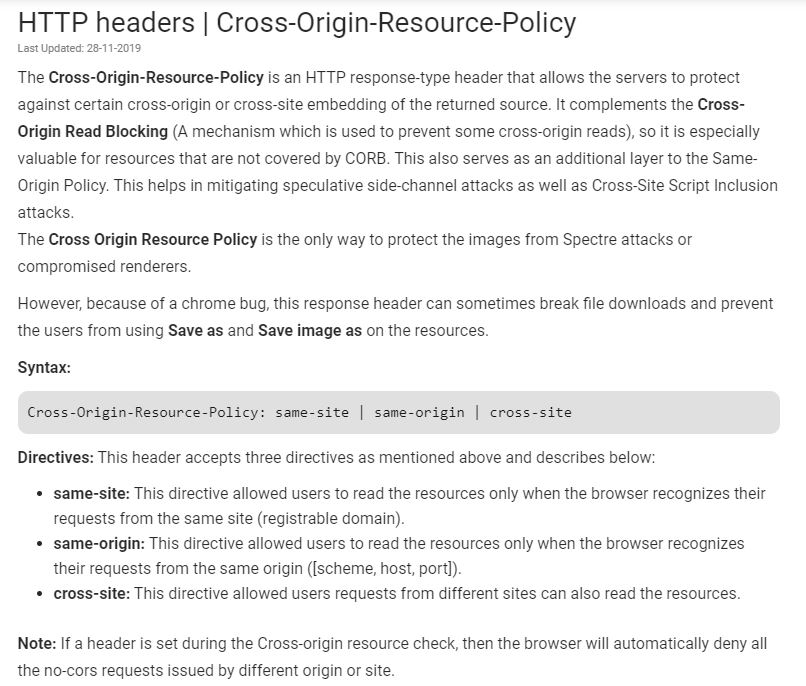 HTTP headers | Cross-Origin-Resource-Policy
Last Updated: 28-11-2019
The Cross-Origin-Resource-Policy is an HTTP response-type header that allows the servers to protect
against certain cross-origin or cross-site embedding of the returned source. It complements the Cross-
Origin Read Blocking (A mechanism which is used to prevent some cross-origin reads), so it is especially
valuable for resources that are not covered by CORB. This also serves as an additional layer to the Same-
Origin Policy. This helps in mitigating speculative side-channel attacks as well as Cross-Site Script Inclusion
attacks.
The Cross Origin Resource Policy is the only way to protect the images from Spectre attacks or
compromised renderers.
However, because of a chrome bug, this response header can sometimes break file downloads and prevent
the users from using Save as and Save image as on the resources.
Syntax:
Cross-Origin-Resource-Policy: same-site | same-origin | cross-site
Directives: This header accepts three directives as mentioned above and describes below:
• same-site: This directive allowed users to read the resources only when the browser recognizes their
requests from the same site (registrable domain).
• same-origin: This directive allowed users to read the resources only when the browser recognizes
their requests from the same origin ([scheme, host, port]).
• cross-site: This directive allowed users requests from different sites can also read the resources.
Note: If a header is set during the Cross-origin resource check, then the browser will automatically deny all
the no-cors requests issued by different origin or site.